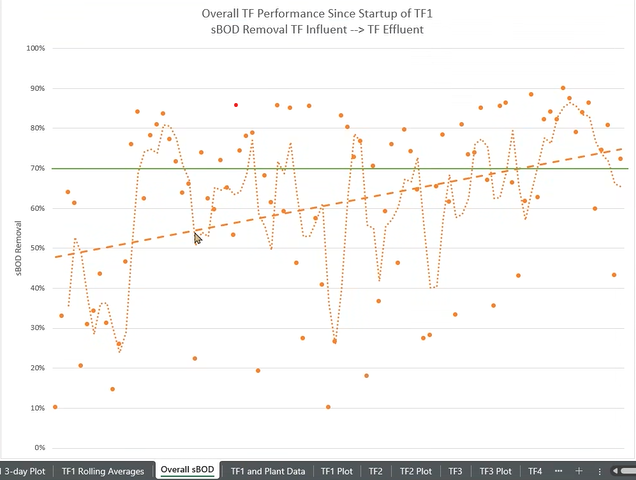 Overall TF Performance Since Startup of TF1
sBOD Removal TF Influent --> TF Effluent
100%
90%
80%
70%
60%
50%
40%
30%
20%
10%
0%
sBOD Removal
3-day Plot
TF1 Rolling Averages
Overall sBOD
TF1 and Plant Data
TF1 Plot
TF2
TF2 Plot
TF3
TF3 Plot
TF4